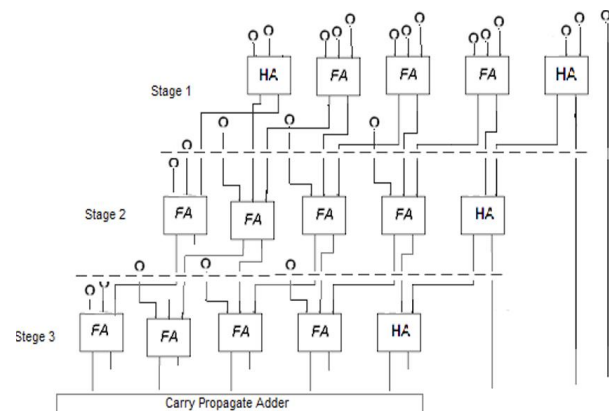 HA FA FA FA HA
Stage 1
FA FA FA FA HA
Stage 2
FA FA FA FA HA
Stege 3
Carry Propagate Adder